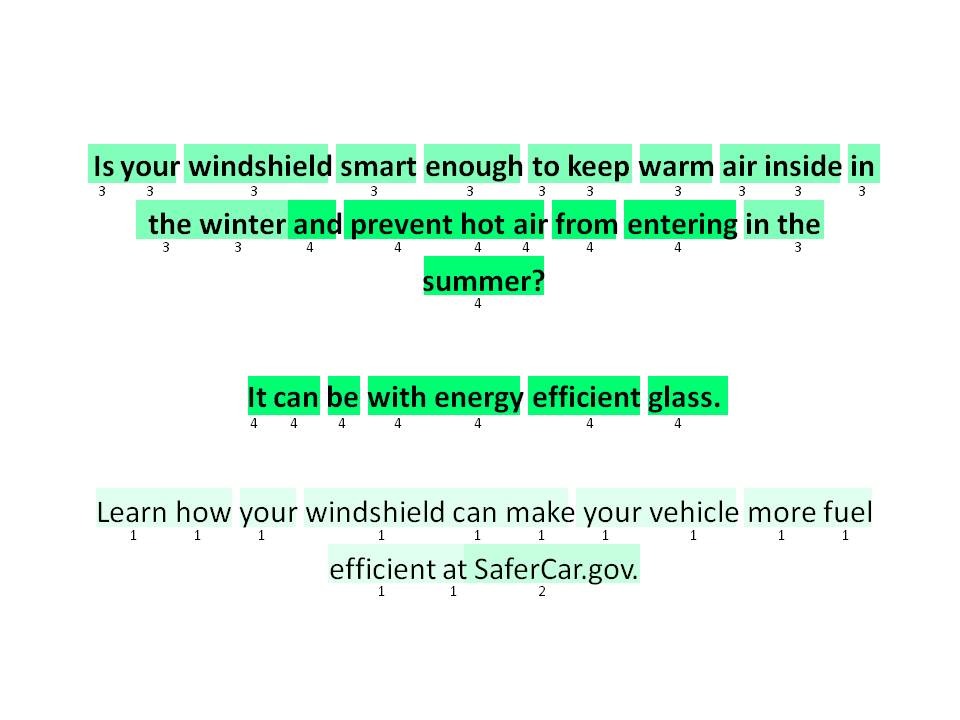 Is your windshield smart enough to keep warm air inside in
3 3 3 3 3 3 3 3 3 3 3
the winter and prevent hot air from entering in the
3 3 4 4 4 4 4 4 3
summer?
4
It can be with energy efficient glass.
4 4 4 4 4 4 4
Learn how your windshield can make your vehicle more fuel
1 1 1 1 1 1 1 1 1 1
efficient at SaferCar.gov.
1 1 2